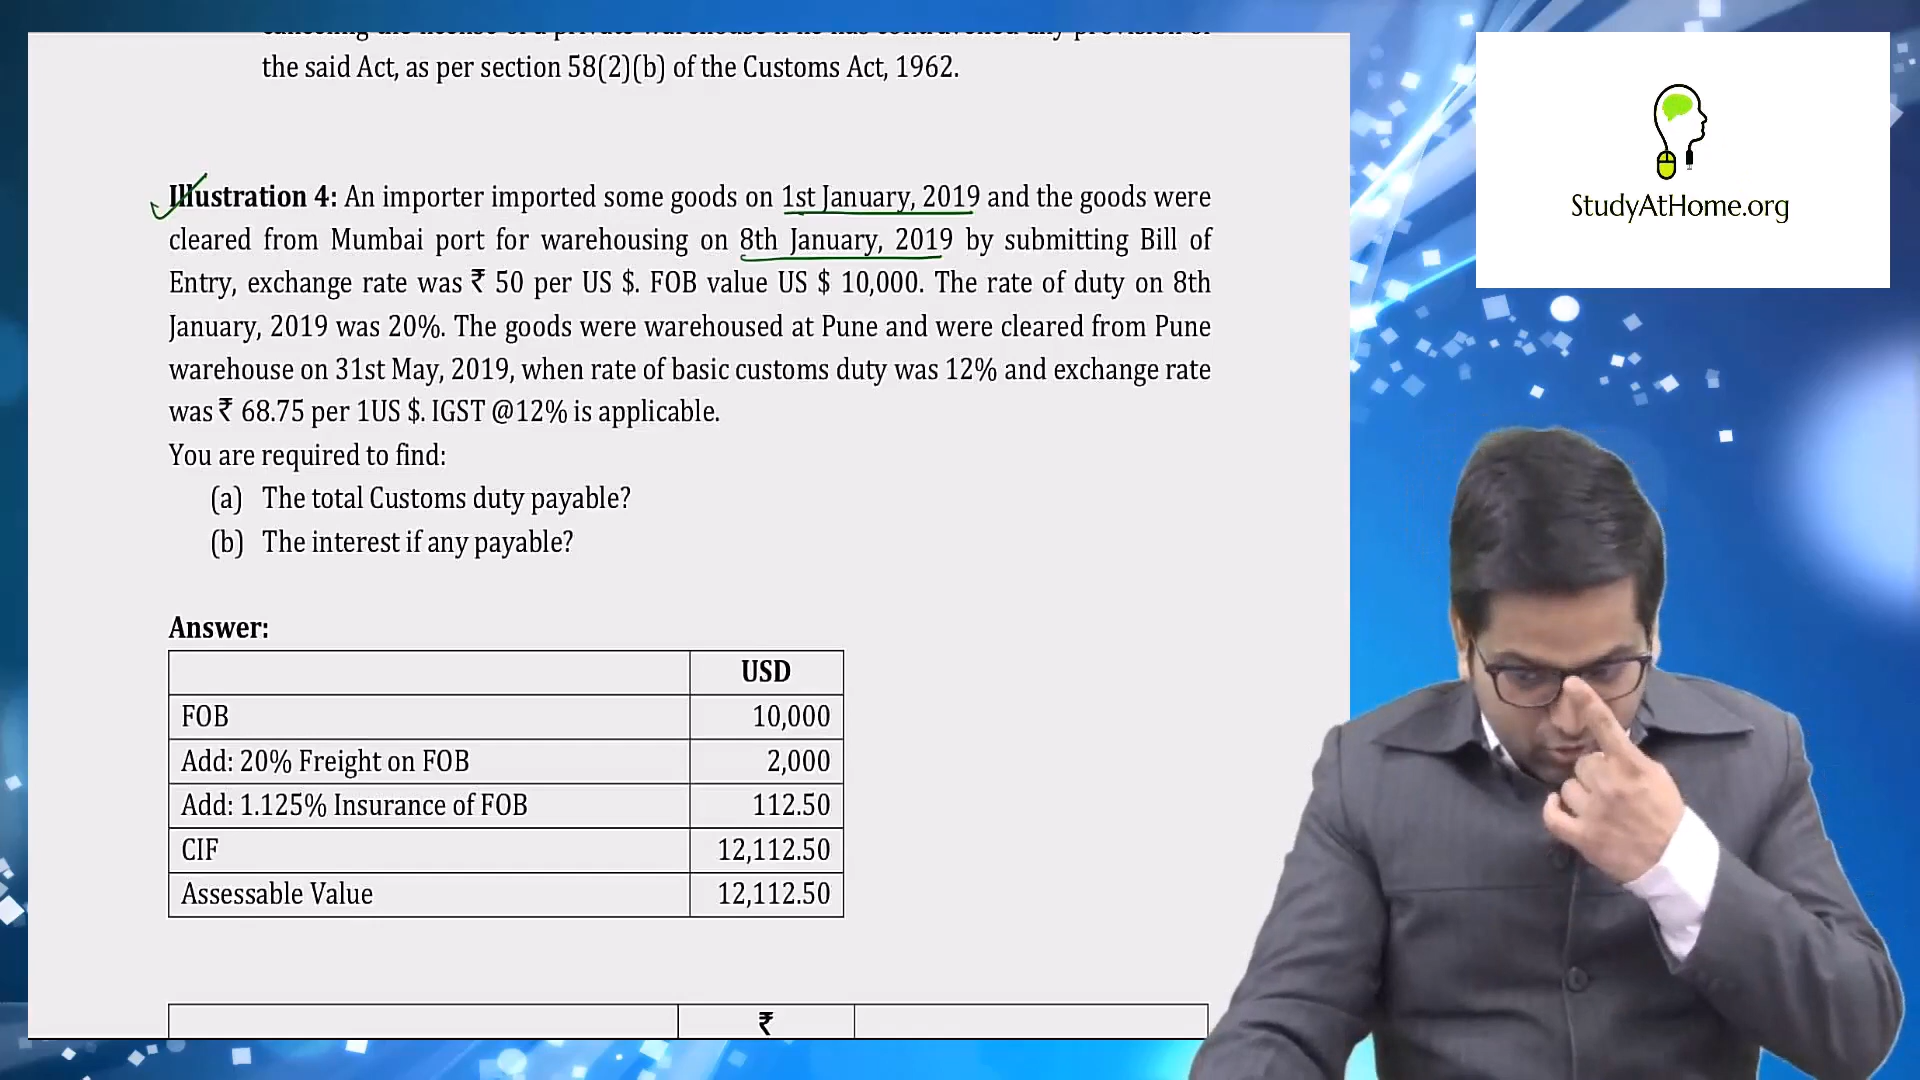 the said Act, as per section 58(2)(b) of the Customs Act, 1962.
StudyAtHome.org
Illustration 4: An importer imported some goods on 1st January, 2019 and the goods were
cleared from Mumbai port for warehousing on 8th January, 2019 by submitting Bill of
Entry, exchange rate was ₹ 50 per US $. FOB value US $ 10,000. The rate of duty on 8th
January, 2019 was 20%. The goods were warehoused at Pune and were cleared from Pune
warehouse on 31st May, 2019, when rate of basic customs duty was 12% and exchange rate
was ₹ 68.75 per 1US $. IGST @12% is applicable.
You are required to find:
(a) The total Customs duty payable?
(b) The interest if any payable?
Answer:
USD
FOB 10,000
Add: 20% Freight on FOB 2,000
Add: 1.125% Insurance of FOB 112.50
CIF 12,112.50
Assessable Value 12,112.50
₹